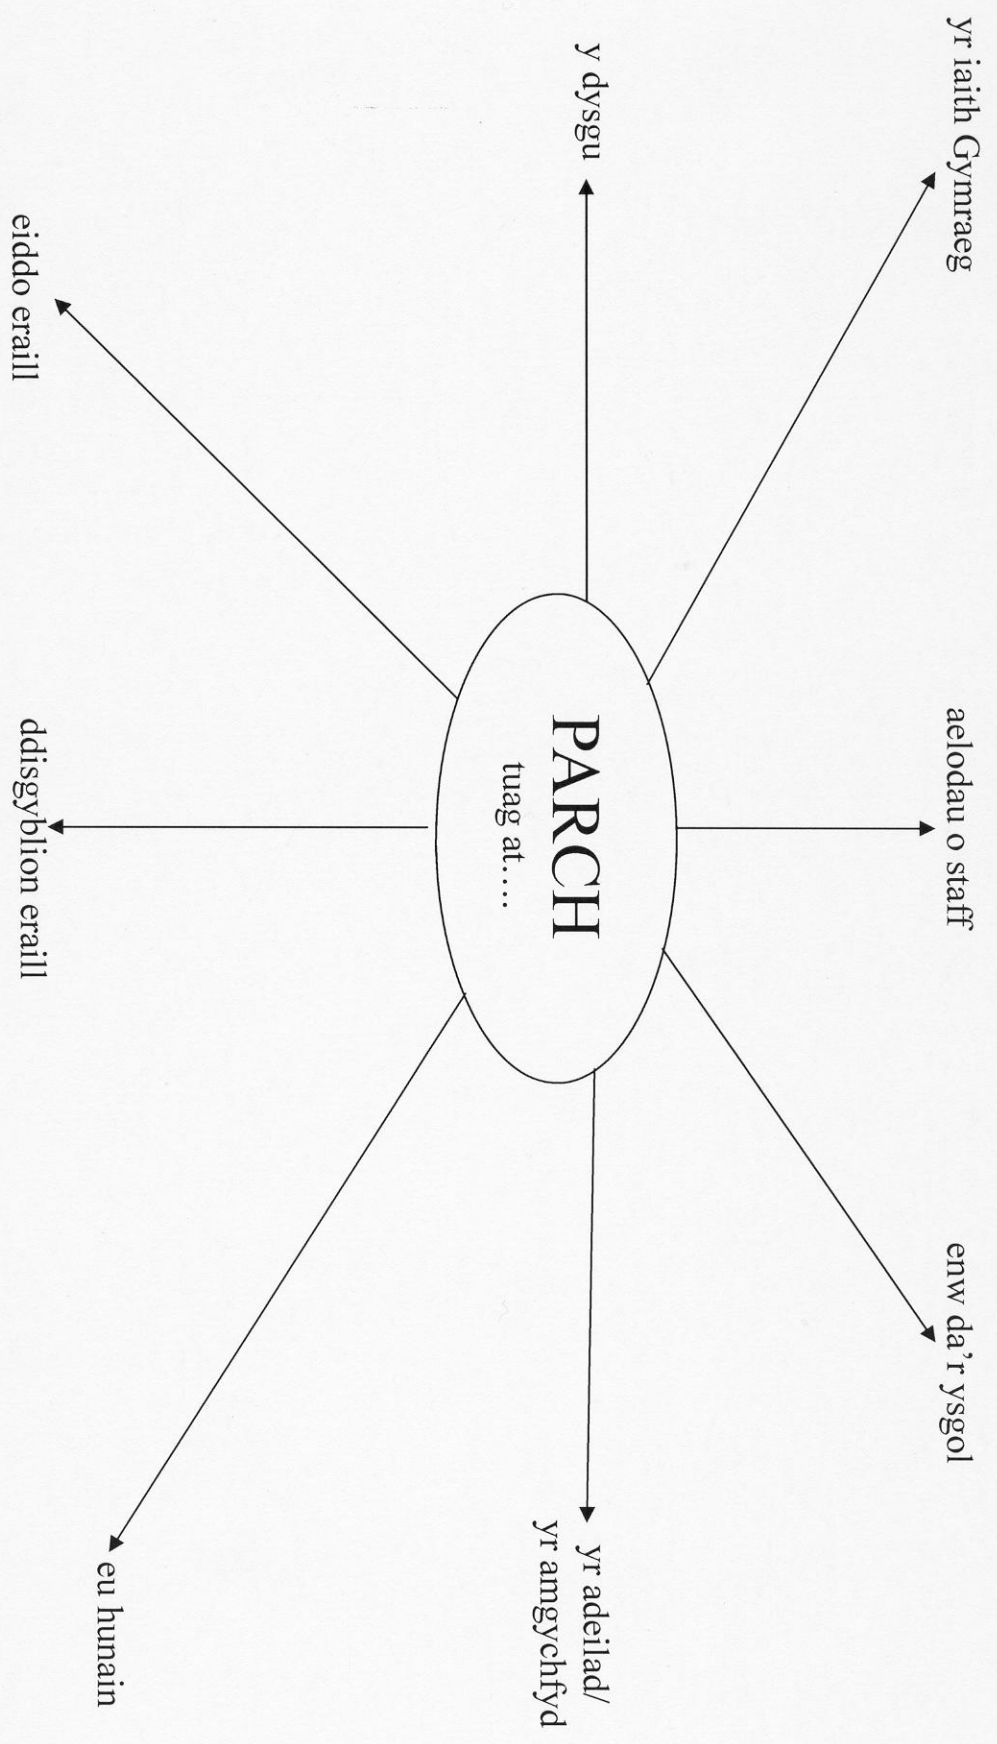 yr iaith Gymraeg
aelodau o staff
enw da'r ysgol
y dysgu
PARCH
tuag at.....
yr adeilad/
yr amgychfyd
eiddo eraill
ddisgyblion eraill
eu hunain